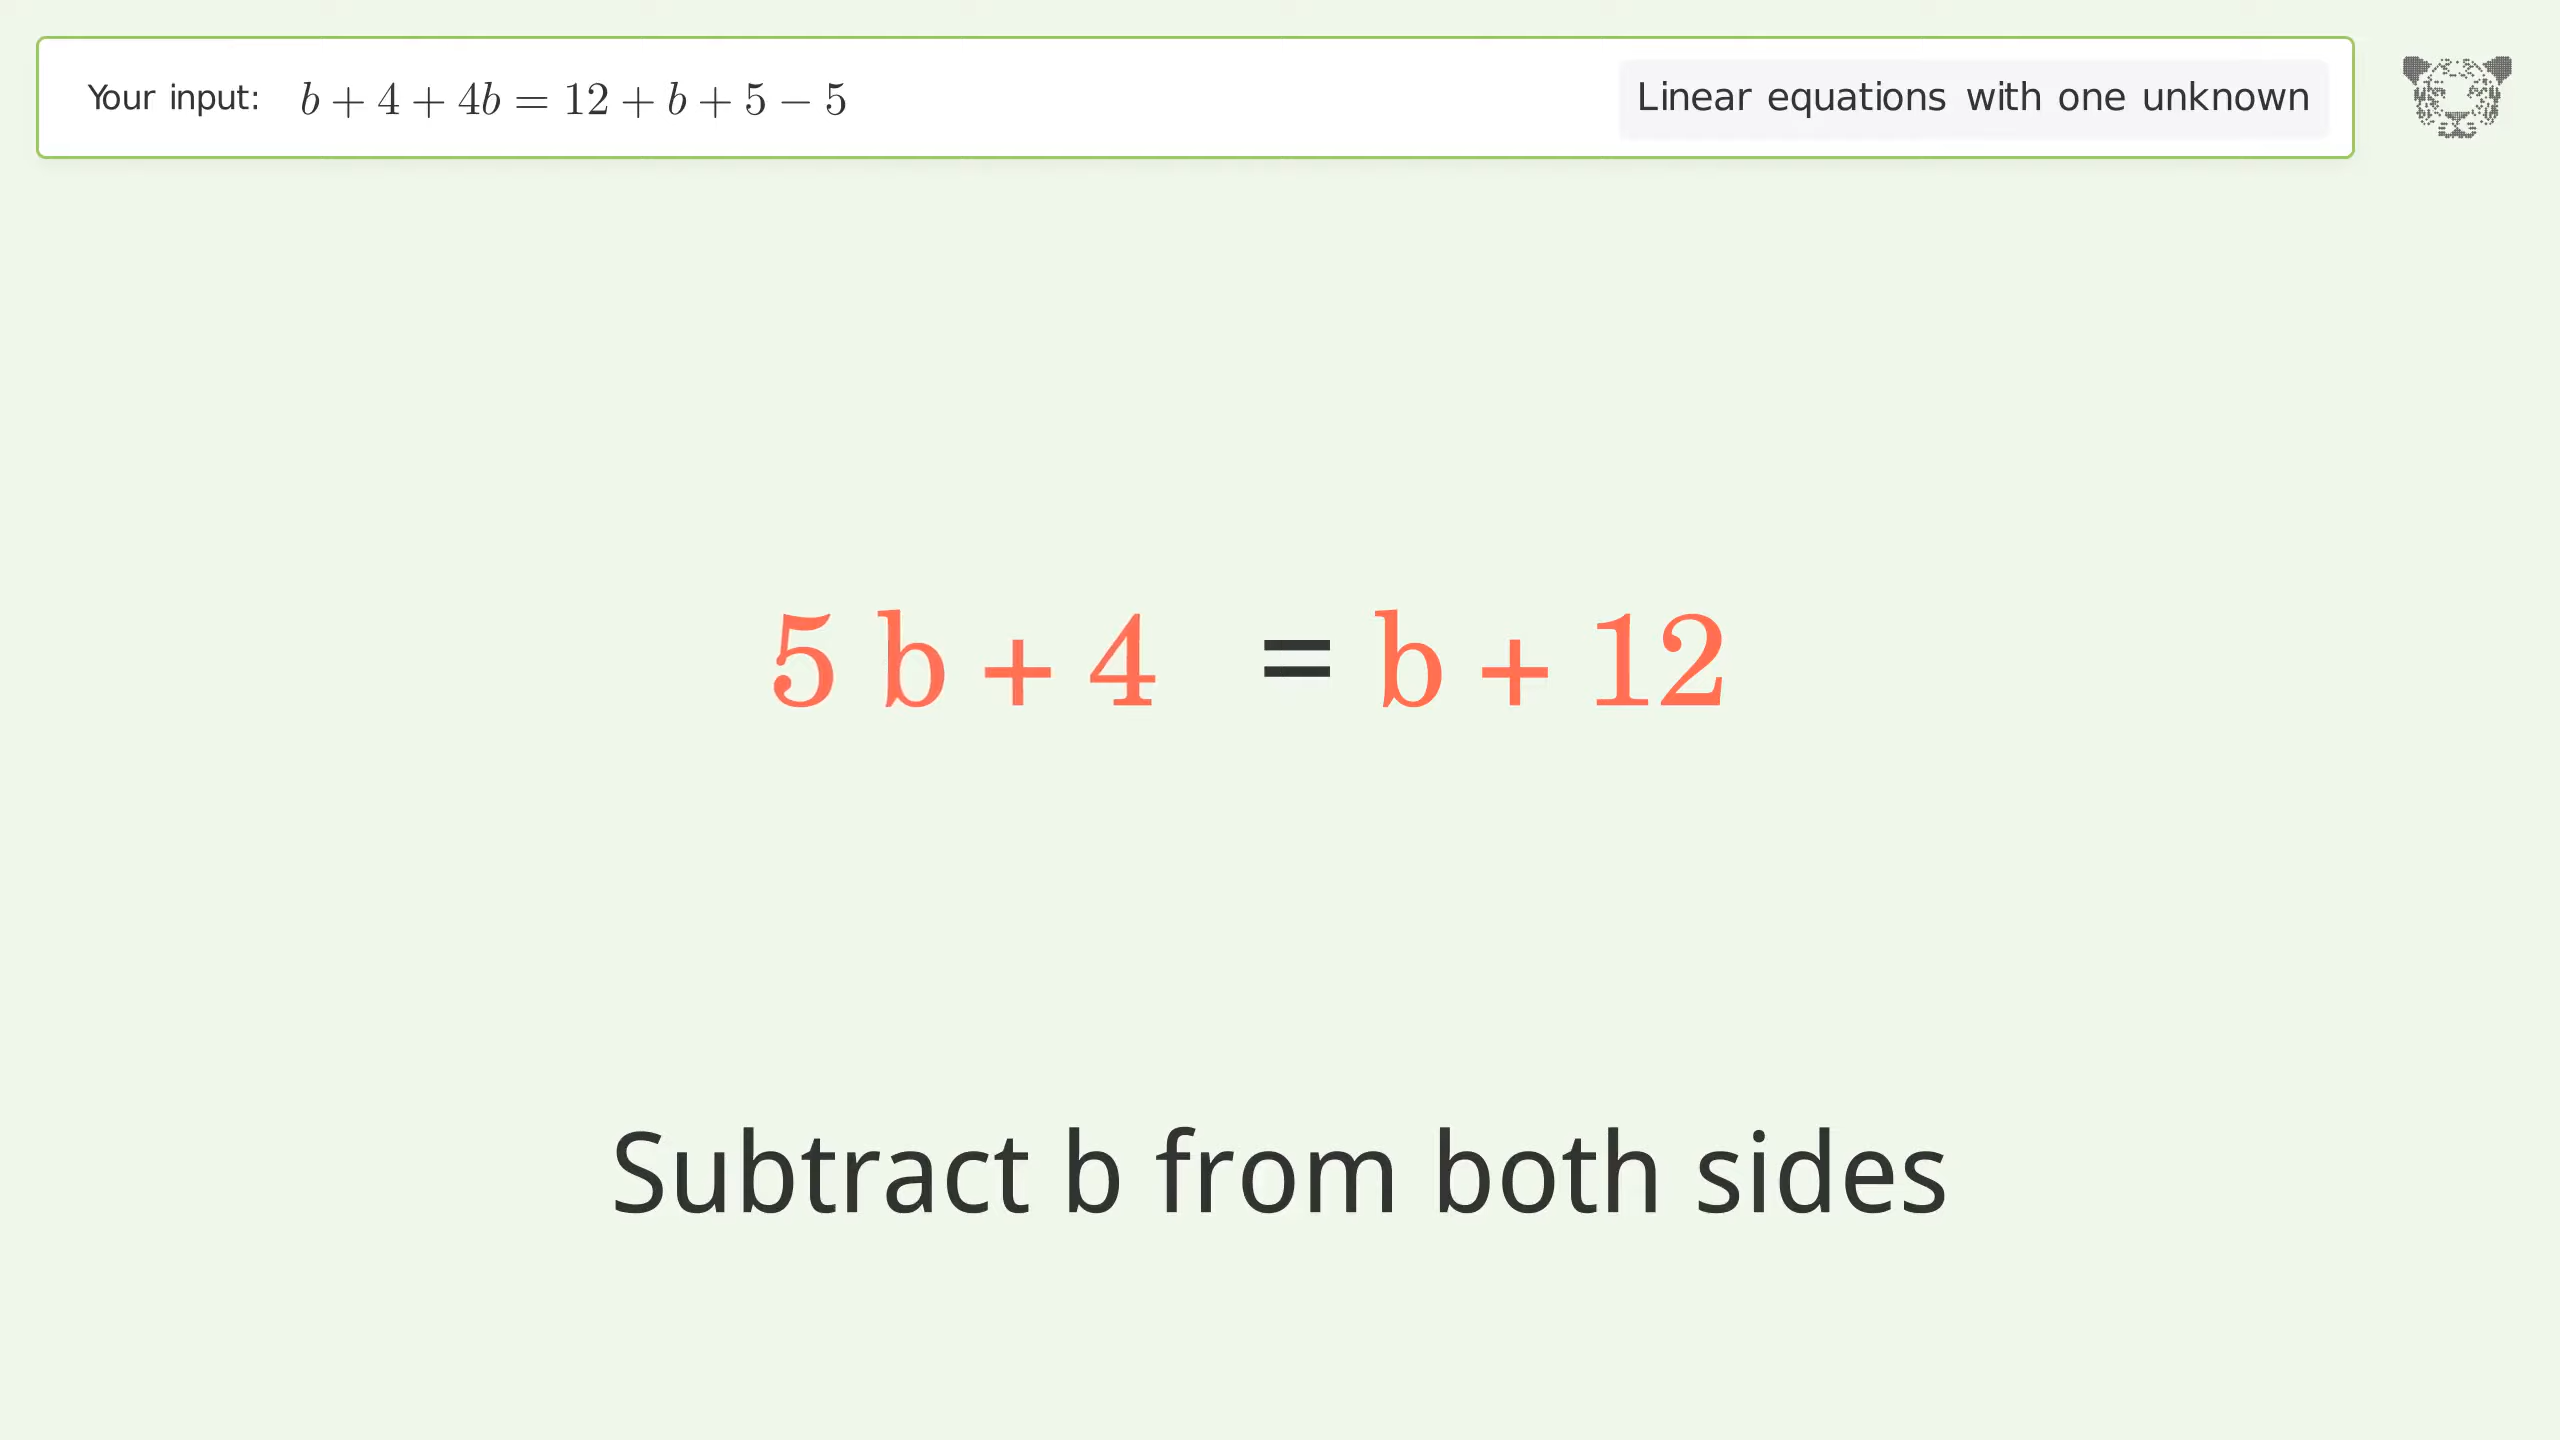 Your input: b + 4 + 4b = 12 + b + 5 − 5
Linear equations with one unknown
5 b + 4 = b + 12
Subtract b from both sides